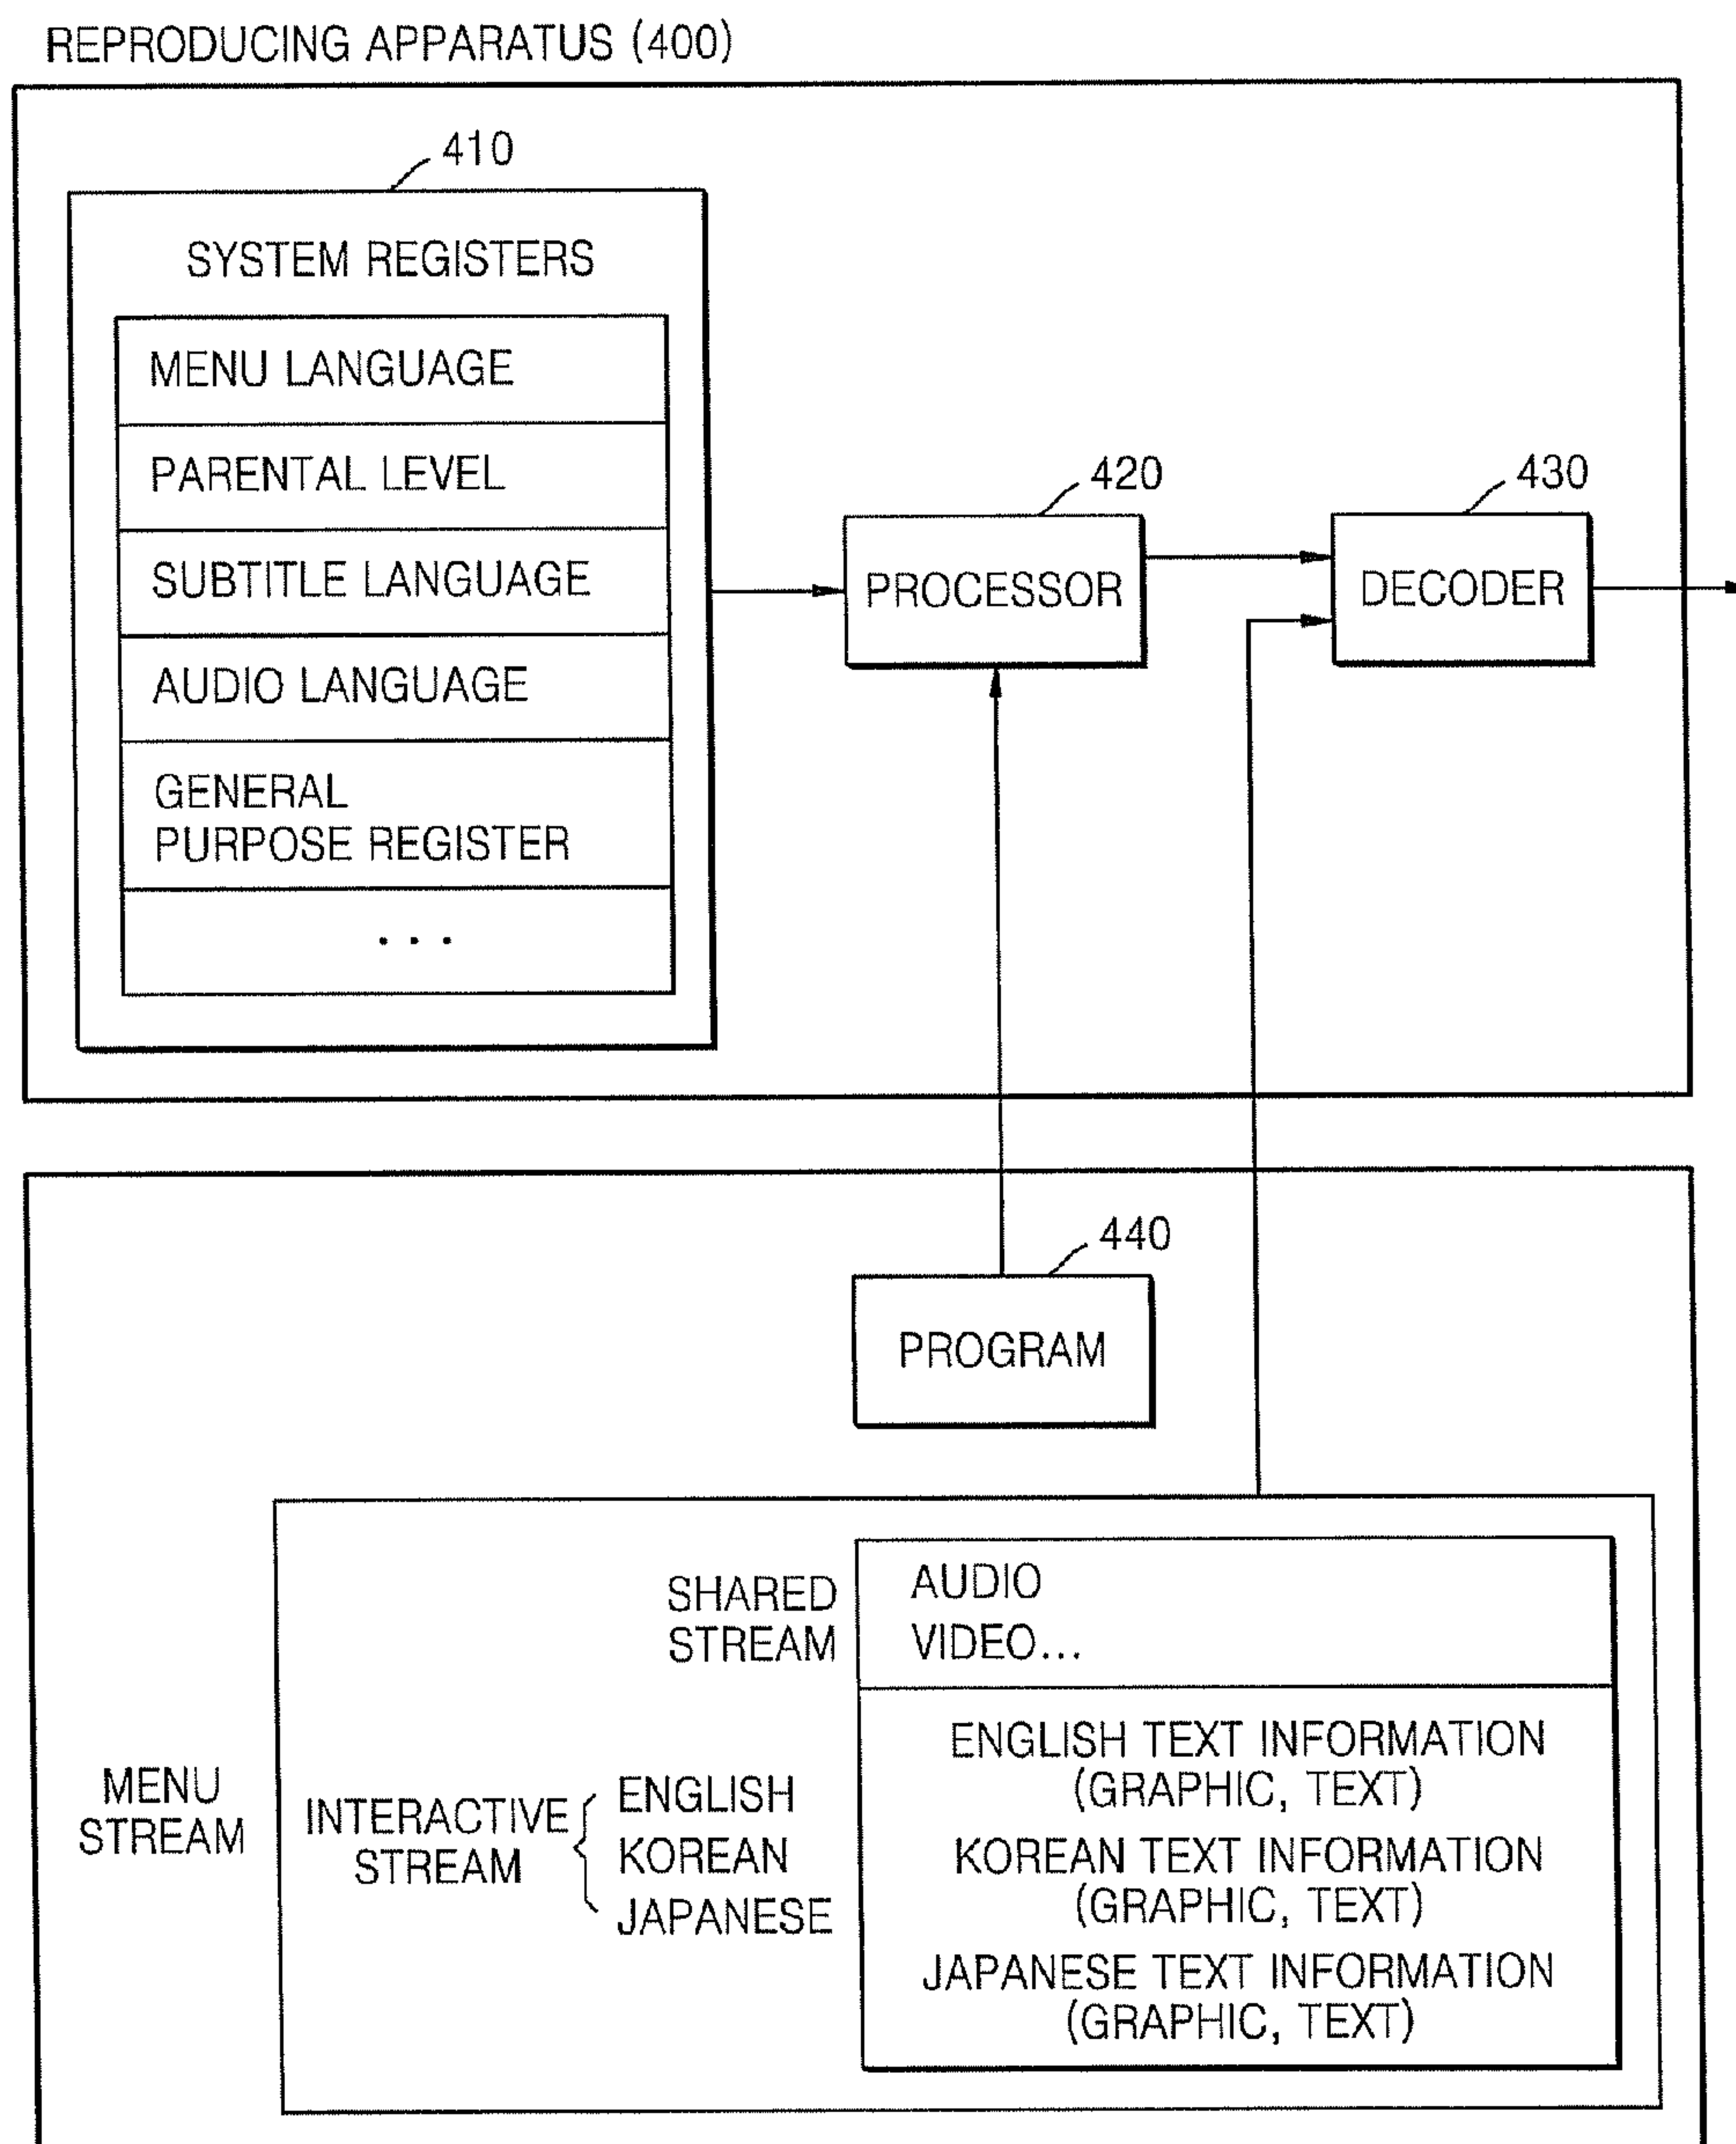 REPRODUCING APPARATUS (400)
410
SYSTEM REGISTERS
MENU LANGUAGE
PARENTAL LEVEL
SUBTITLE LANGUAGE
AUDIO LANGUAGE
GENERAL
PURPOSE REGISTER
...
420
PROCESSOR
430
DECODER
440
PROGRAM
MENU
STREAM
SHARED
STREAM
AUDIO
VIDEO...
INTERACTIVE
STREAM
ENGLISH
KOREAN
JAPANESE
ENGLISH TEXT INFORMATION
(GRAPHIC, TEXT)
KOREAN TEXT INFORMATION
(GRAPHIC, TEXT)
JAPANESE TEXT INFORMATION
(GRAPHIC, TEXT)